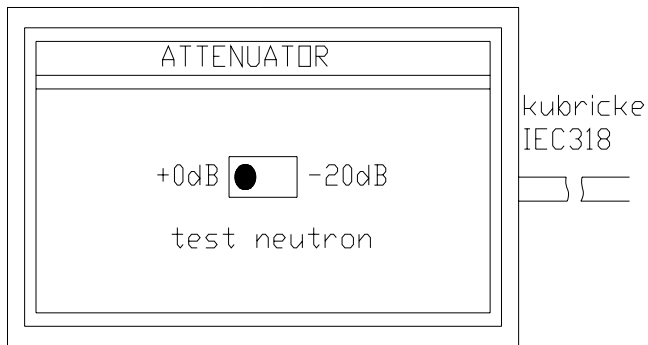 ATTENUATOR
kubricke
IEC318
+0dB -20dB
test neutron